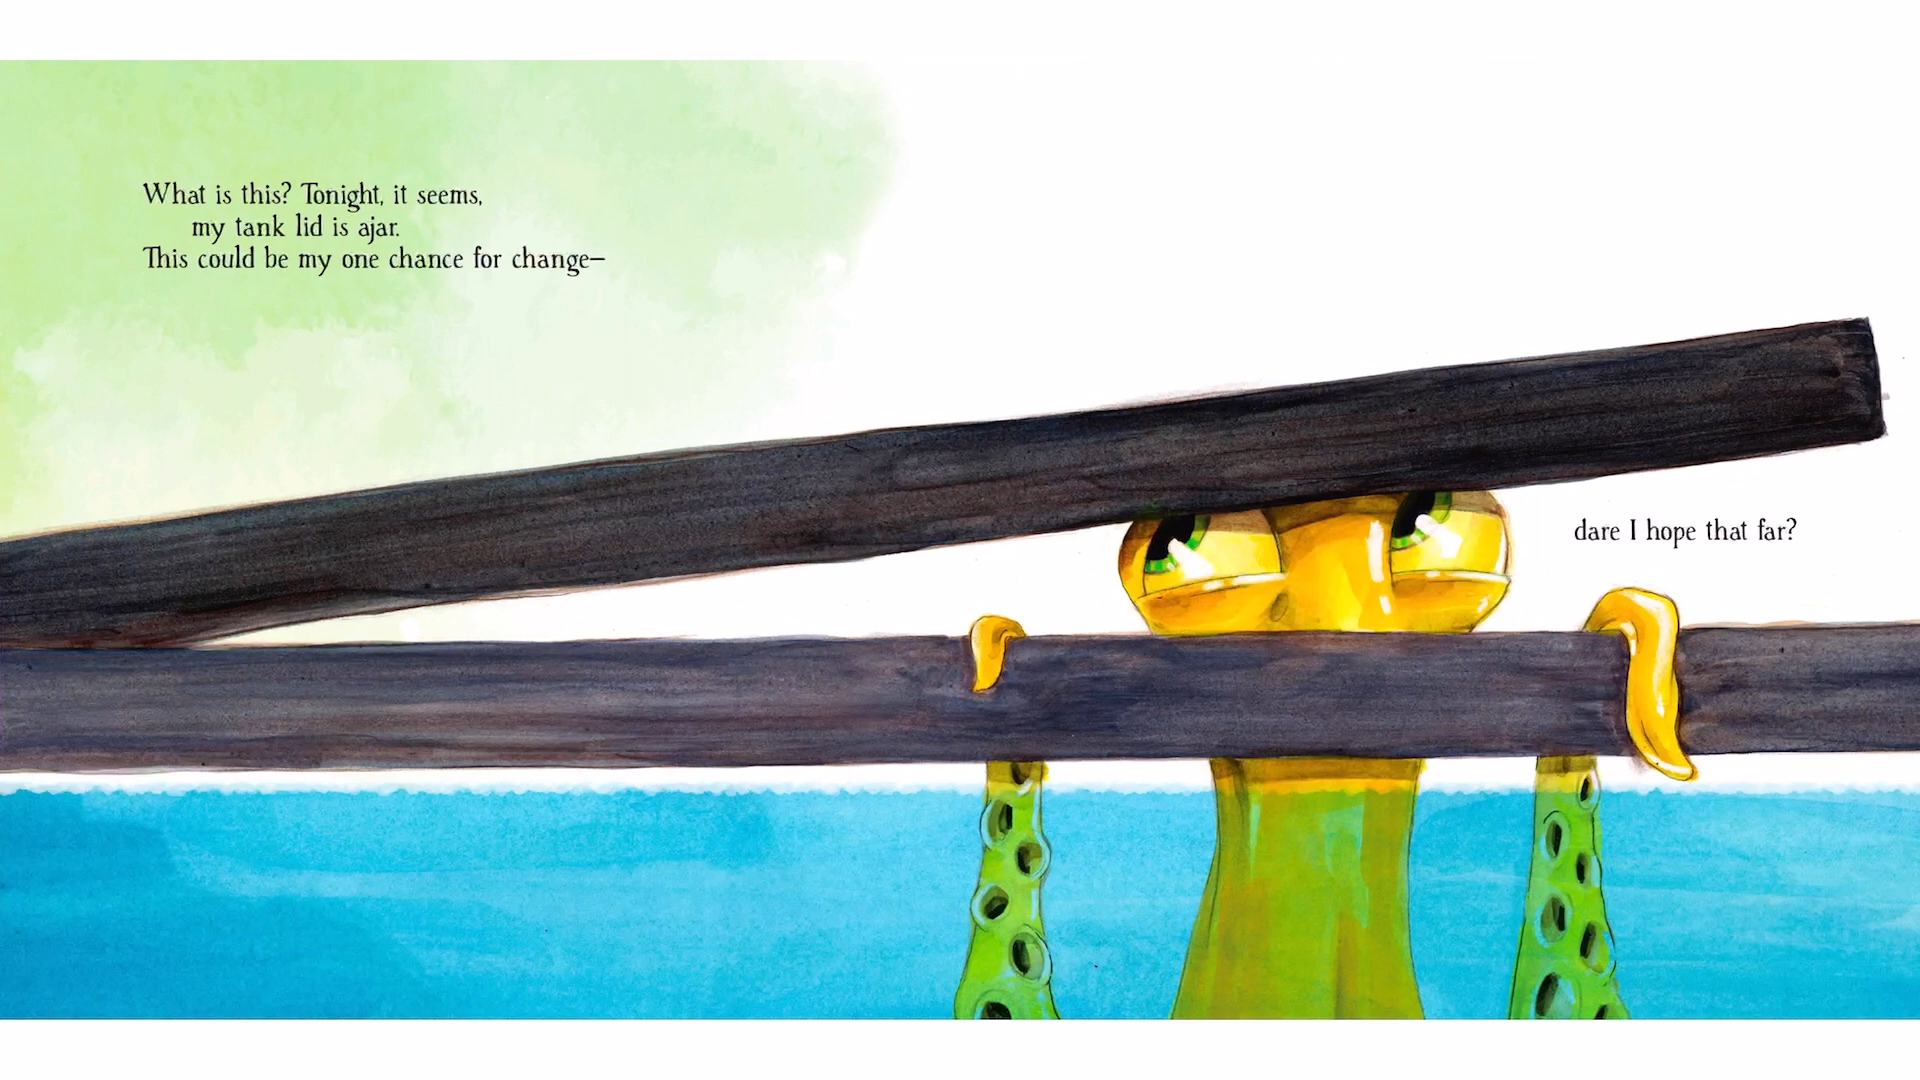 What is this? Tonight, it seems,
my tank lid is ajar.
This could be my one chance for change—
dare I hope that far?